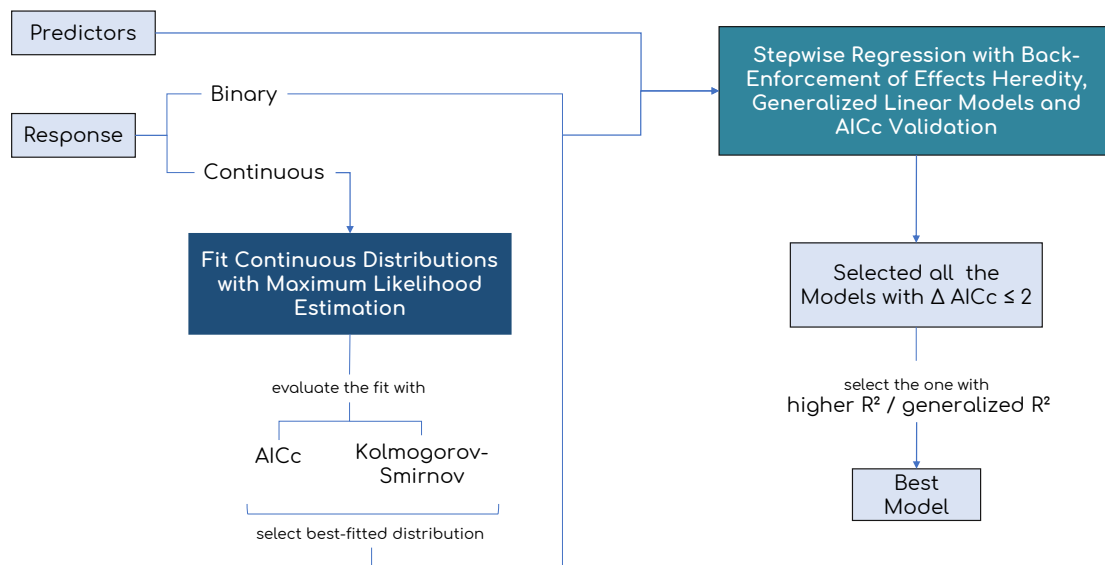 Predictors
Response
Binary
Continuous
Fit Continuous Distributions
with Maximum Likelihood
Estimation
evaluate the fit with
AICc
Kolmogorov-
Smirnov
select best-fitted distribution
Stepwise Regression with Back-
Enforcement of Effects Heredity,
Generalized Linear Models and
AICc Validation
Selected all the
Models with Δ AICc ≤ 2
select the one with
higher R² / generalized R²
Best
Model